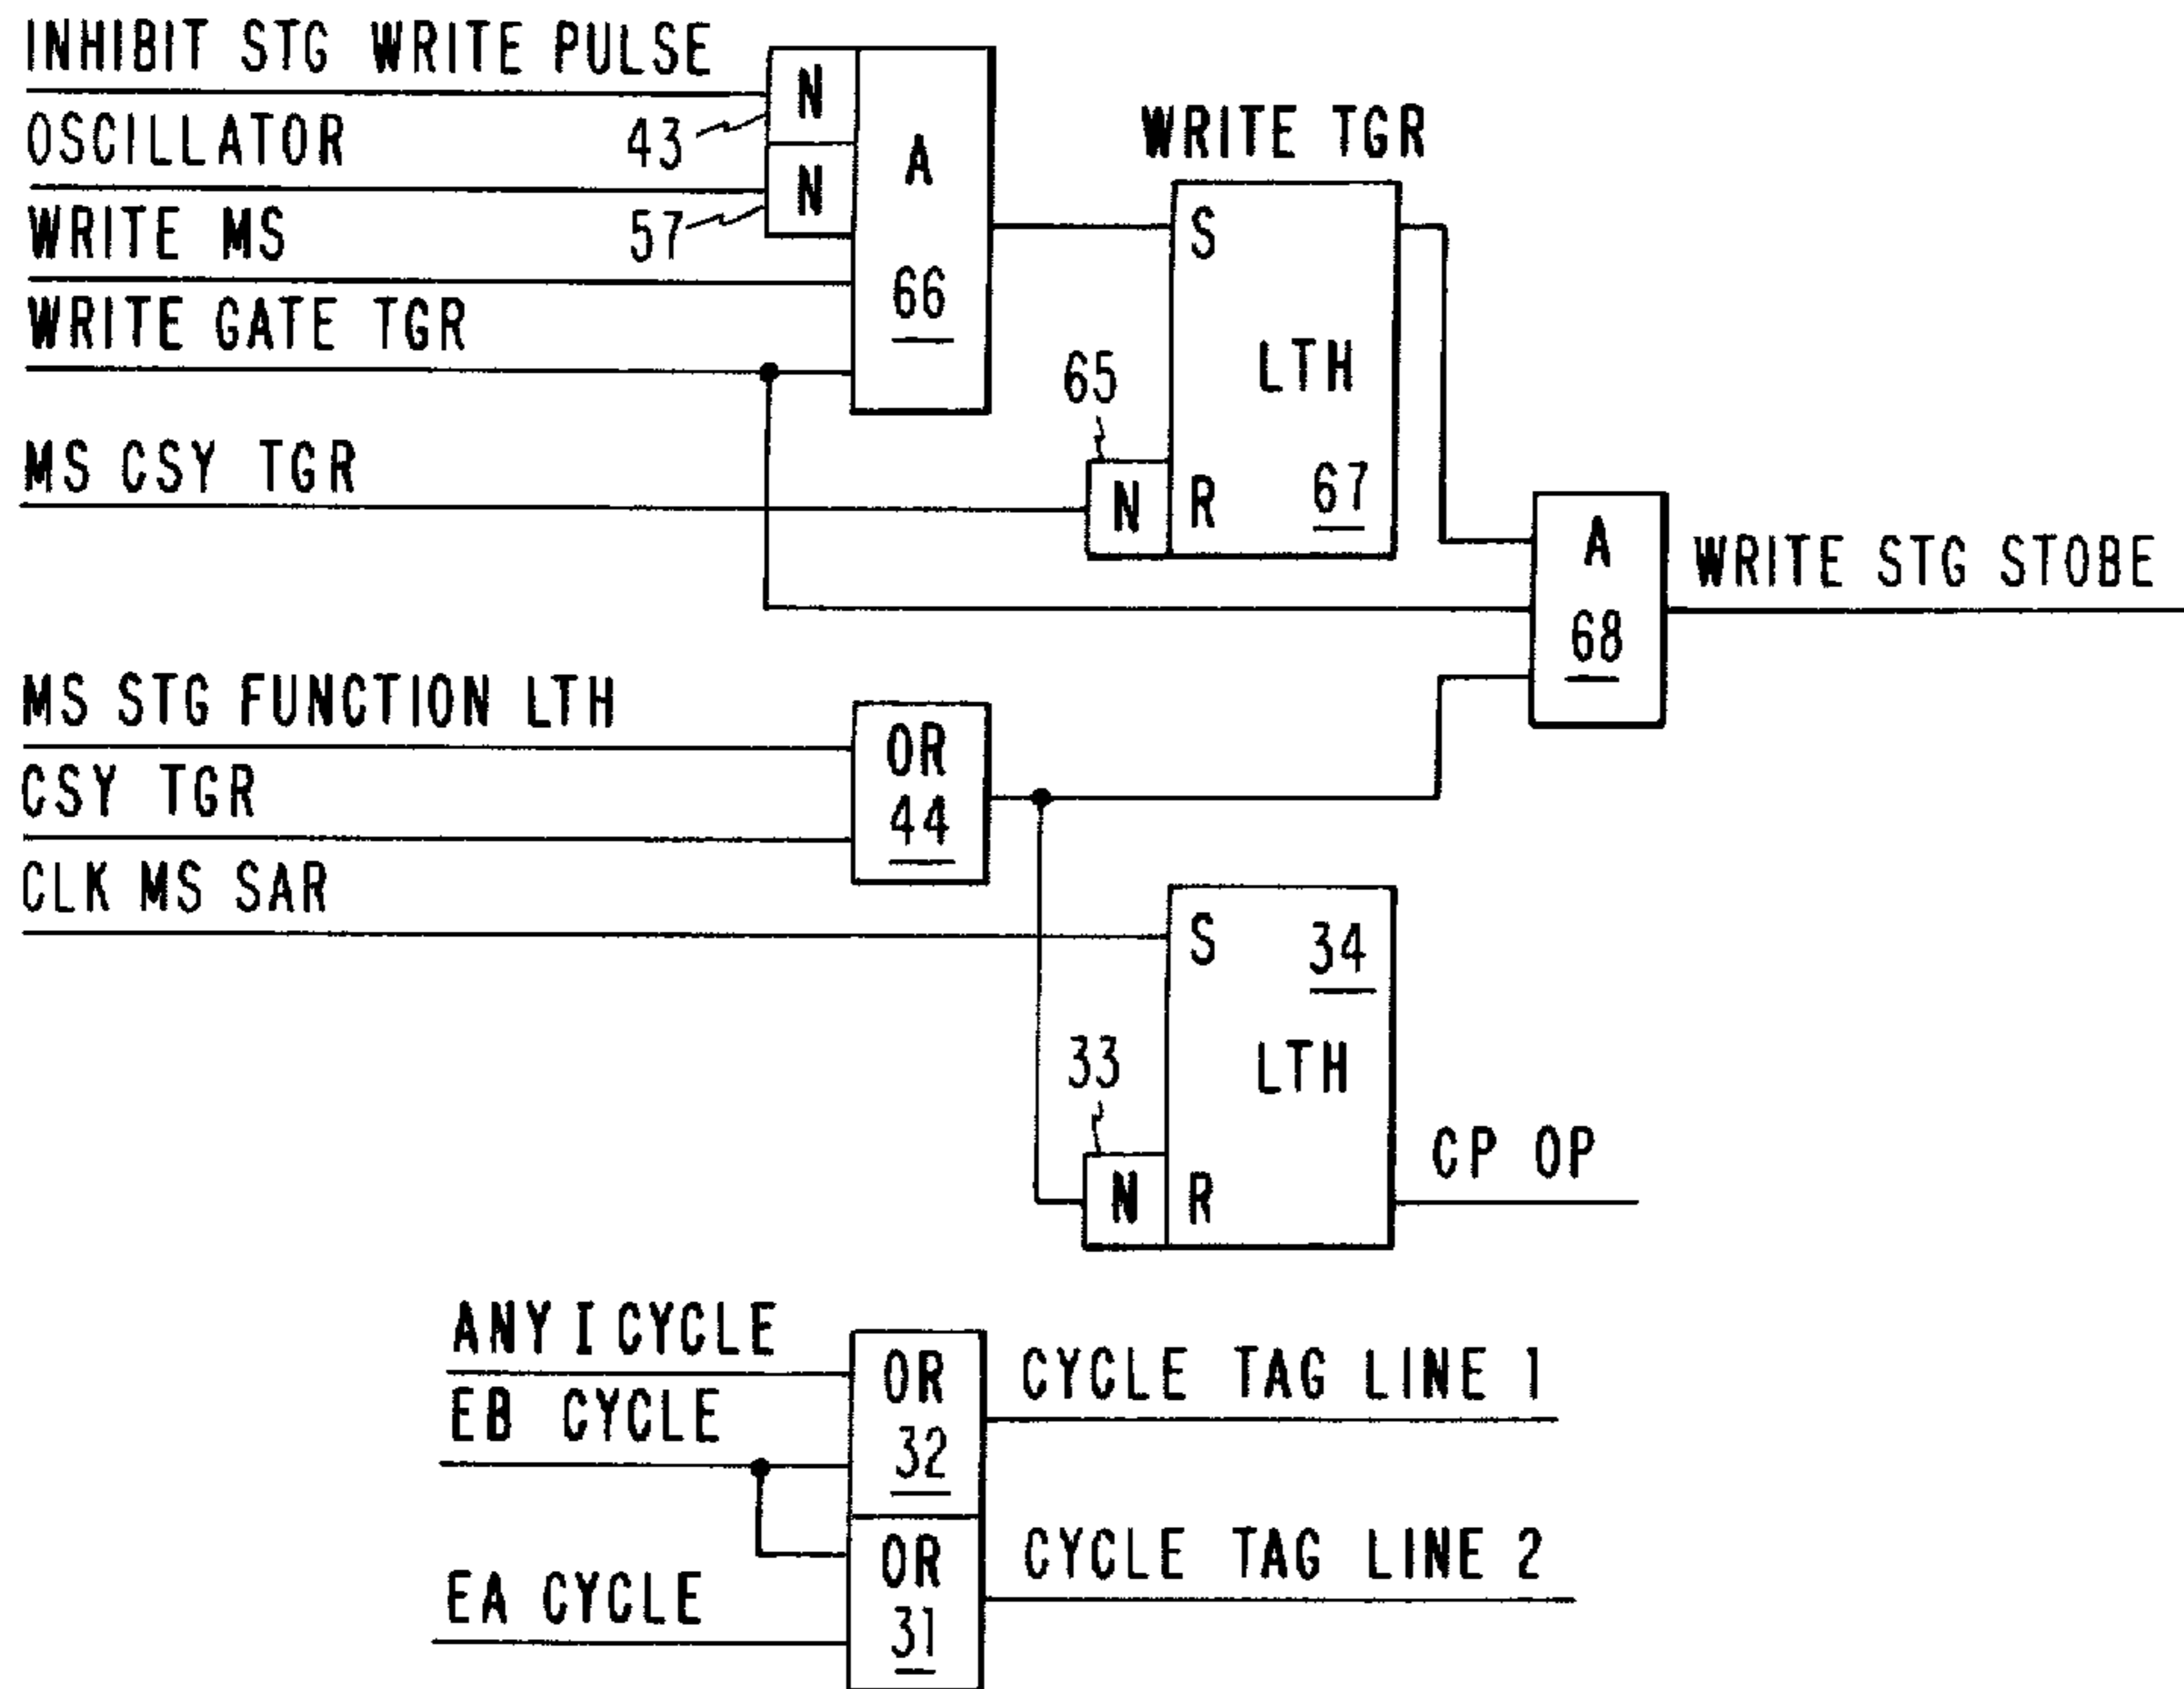 INHIBIT STG WRITE PULSE
N
OSCILLATOR
43
A
WRITE TGR
N
WRITE MS
57
S
66
WRITE GATE TGR
65
LTH
MS CSY TGR
N
R
67
A
WRITE STG STOBE
68
MS STG FUNCTION LTH
OR
CSY TGR
44
CLK MS SAR
S
34
33
LTH
CP OP
N
R
ANY I CYCLE
OR
CYCLE TAG LINE 1
EB CYCLE
32
OR
CYCLE TAG LINE 2
EA CYCLE
31